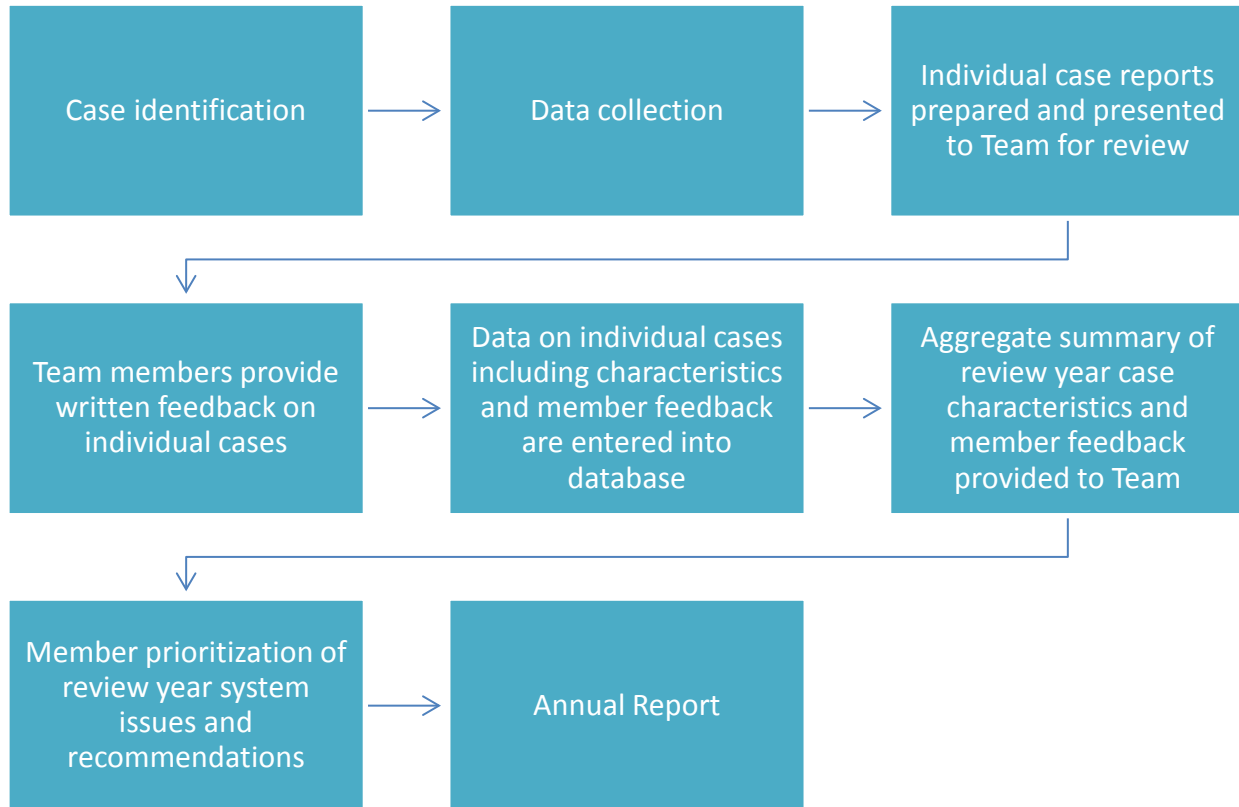 Case identification
Data collection
Individual case reports
prepared and presented
to Team for review
Team members provide
written feedback on
individual cases
Data on individual cases
including characteristics
and member feedback
are entered into
database
Aggregate summary of
review year case
characteristics and
member feedback
provided to Team
Member prioritization of
review year system
issues and
recommendations
Annual Report